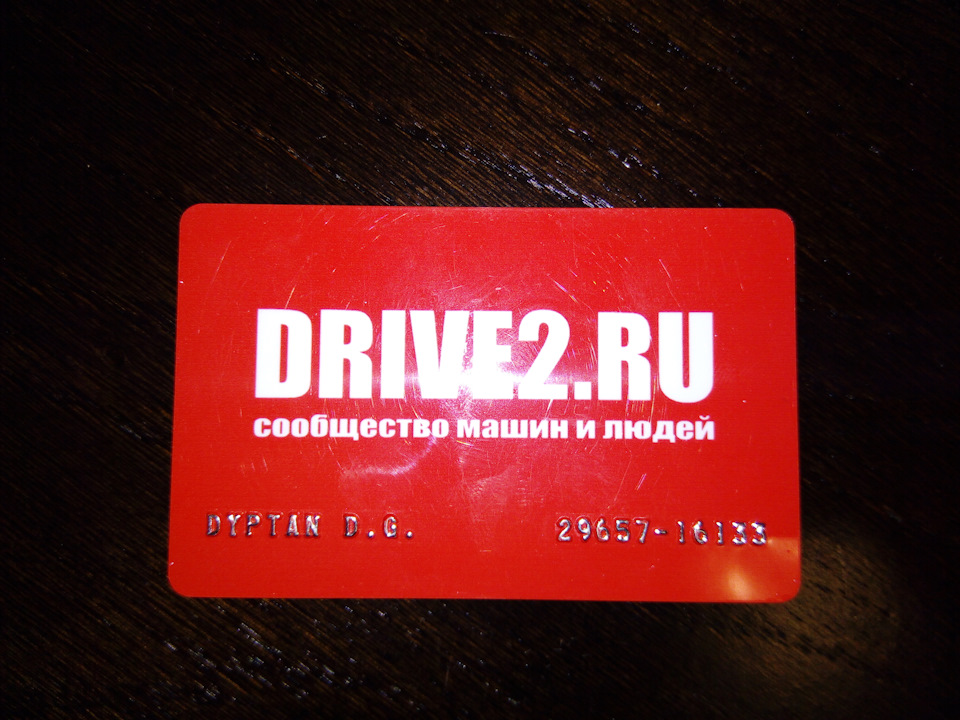 DRIVE2.RU
сообщество машин и людей
DYPTAN D.G. 29657-16133